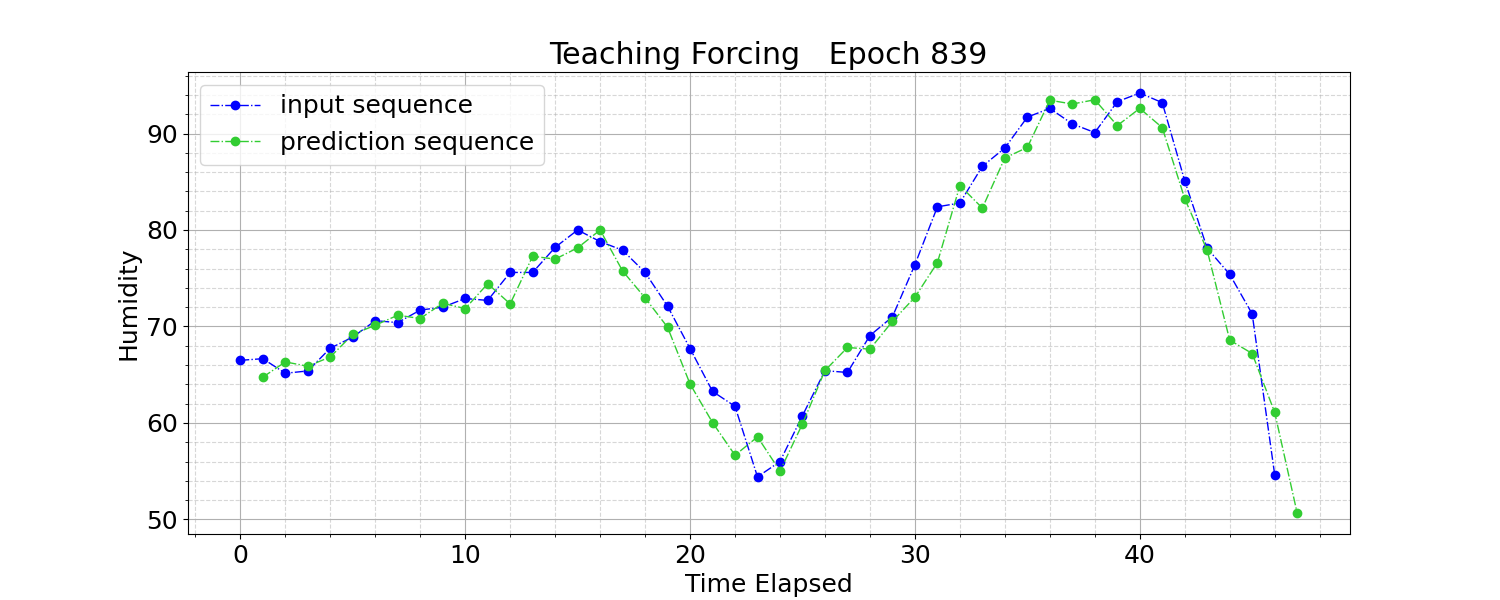 Teaching Forcing   Epoch 839
input sequence
prediction sequence
Humidity
90
80
70
60
50
0 10 20 30 40
Time Elapsed